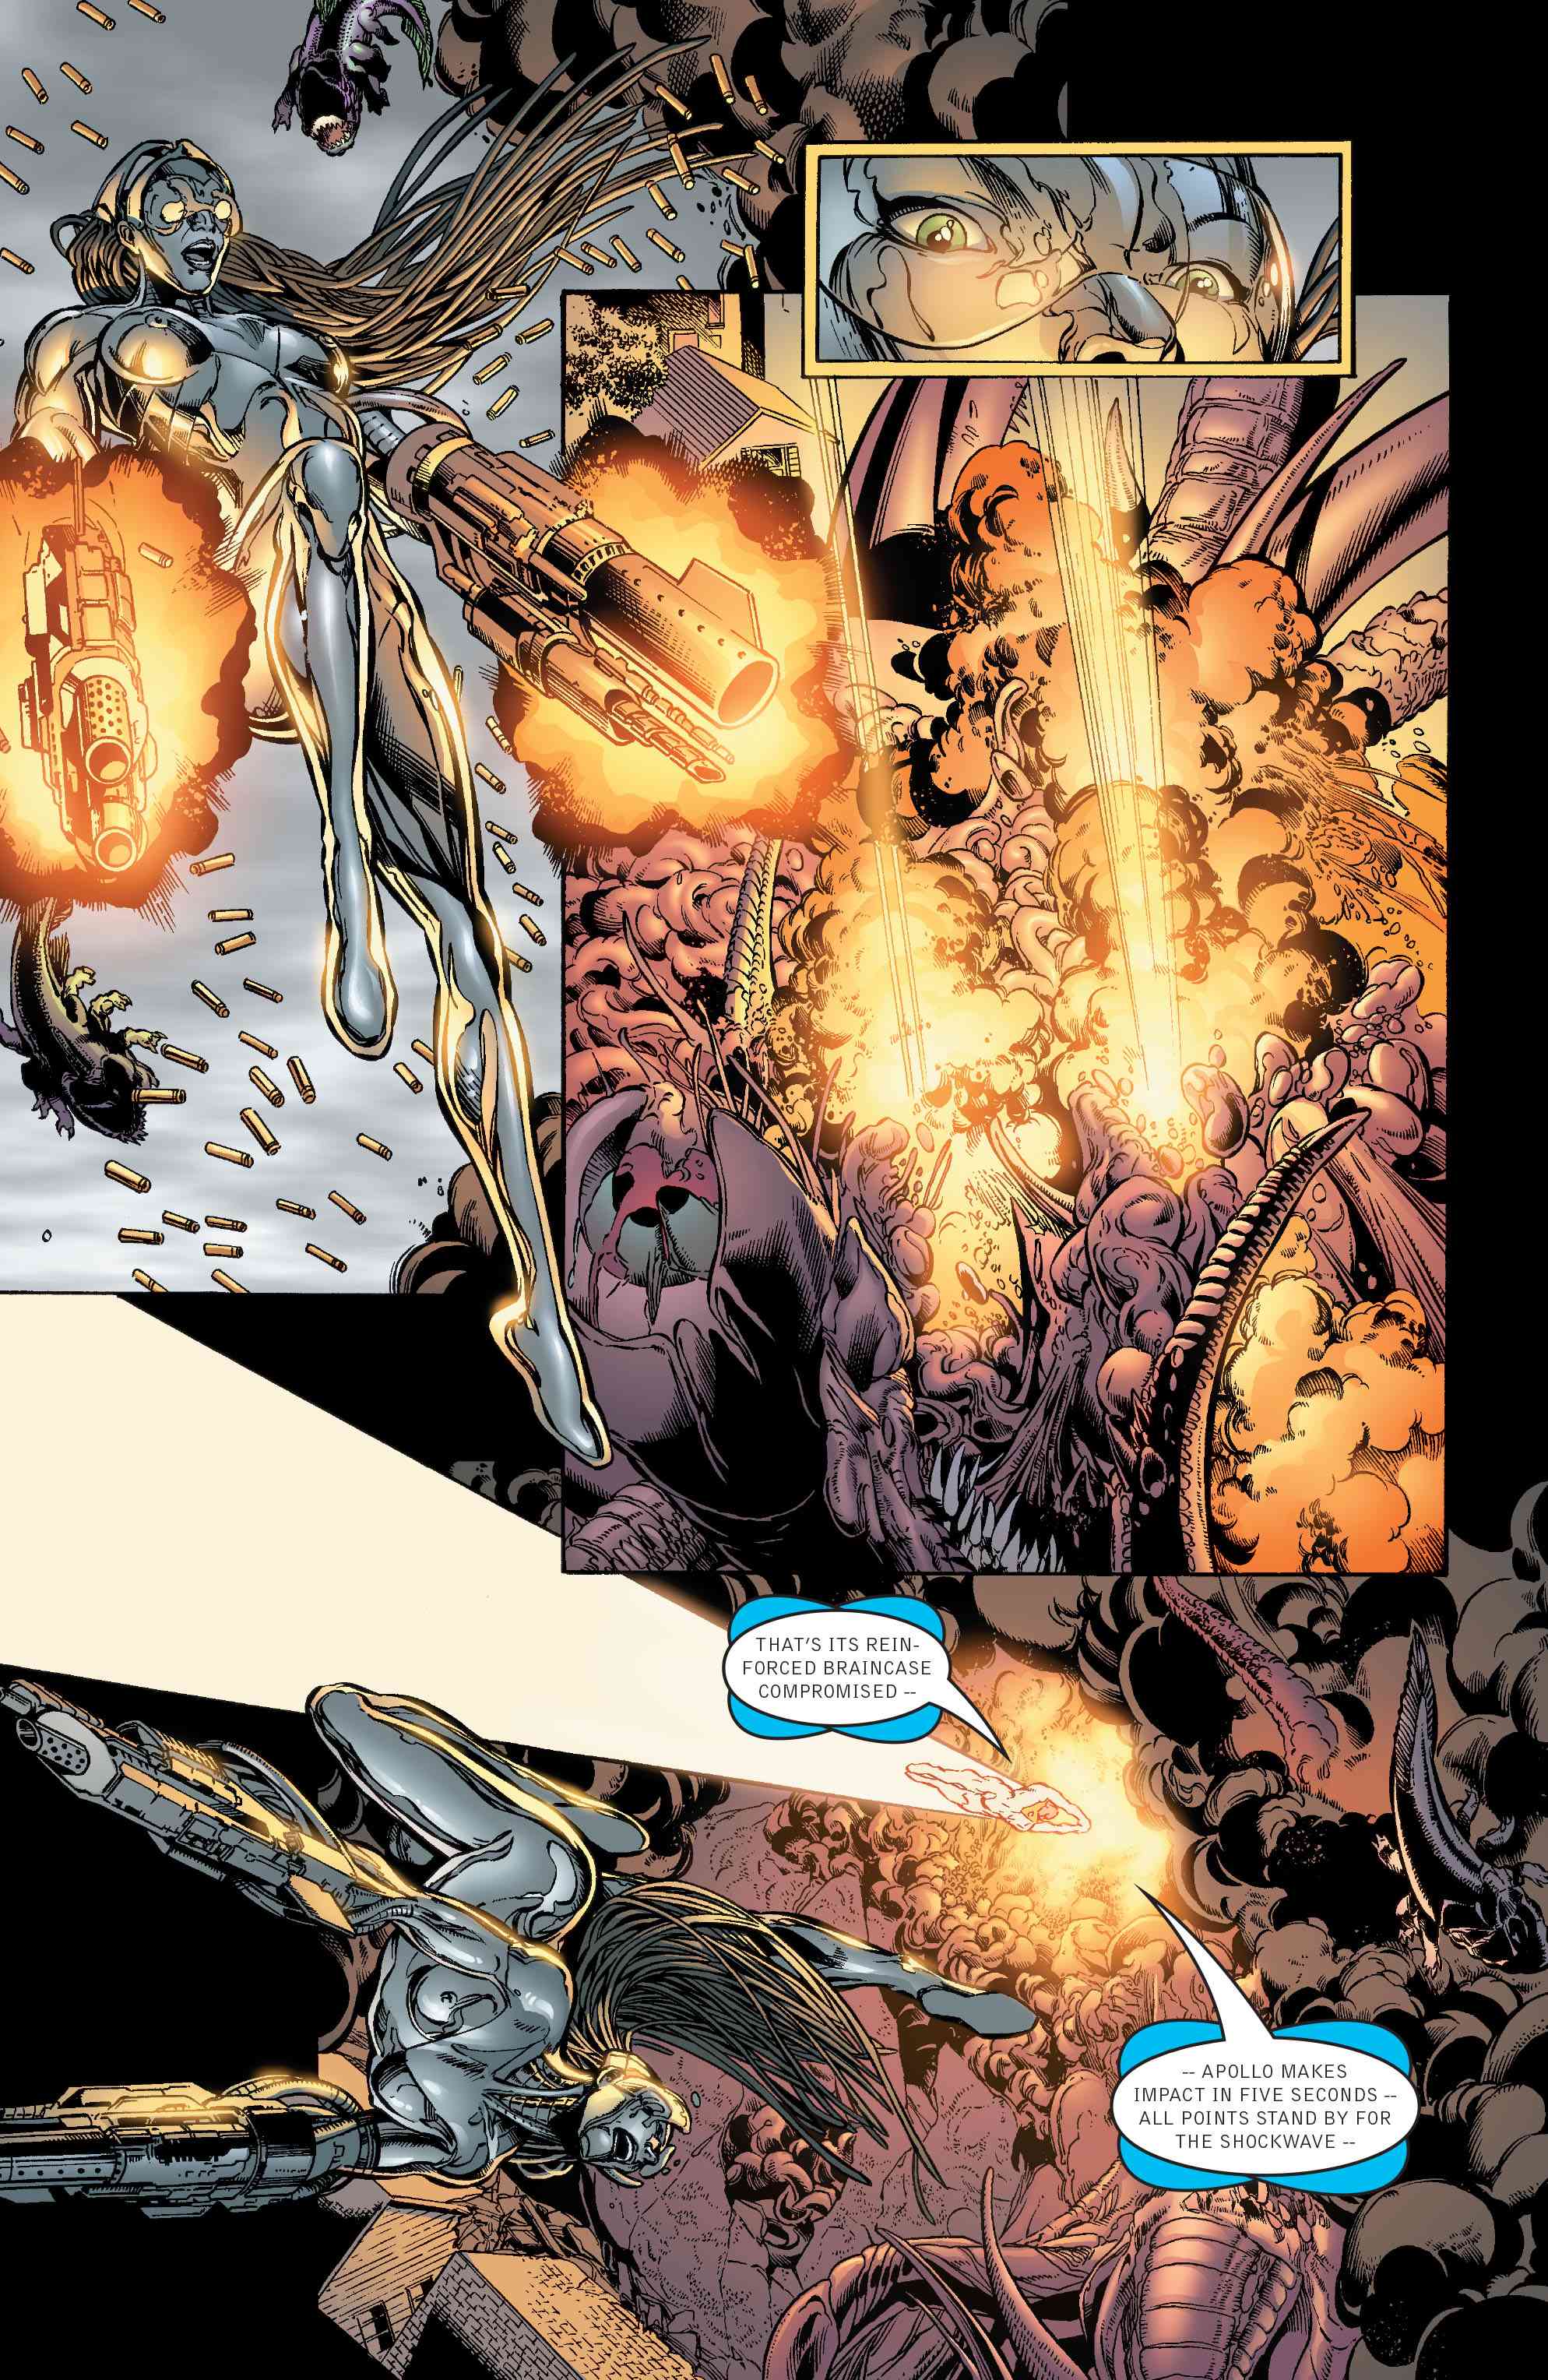 THAT'S ITS REIN-
FORCED BRAINCASE
COMPROMISED --
-- APOLLO MAKES
IMPACT IN FIVE SECONDS --
ALL POINTS STAND BY FOR
THE SHOCKWAVE --